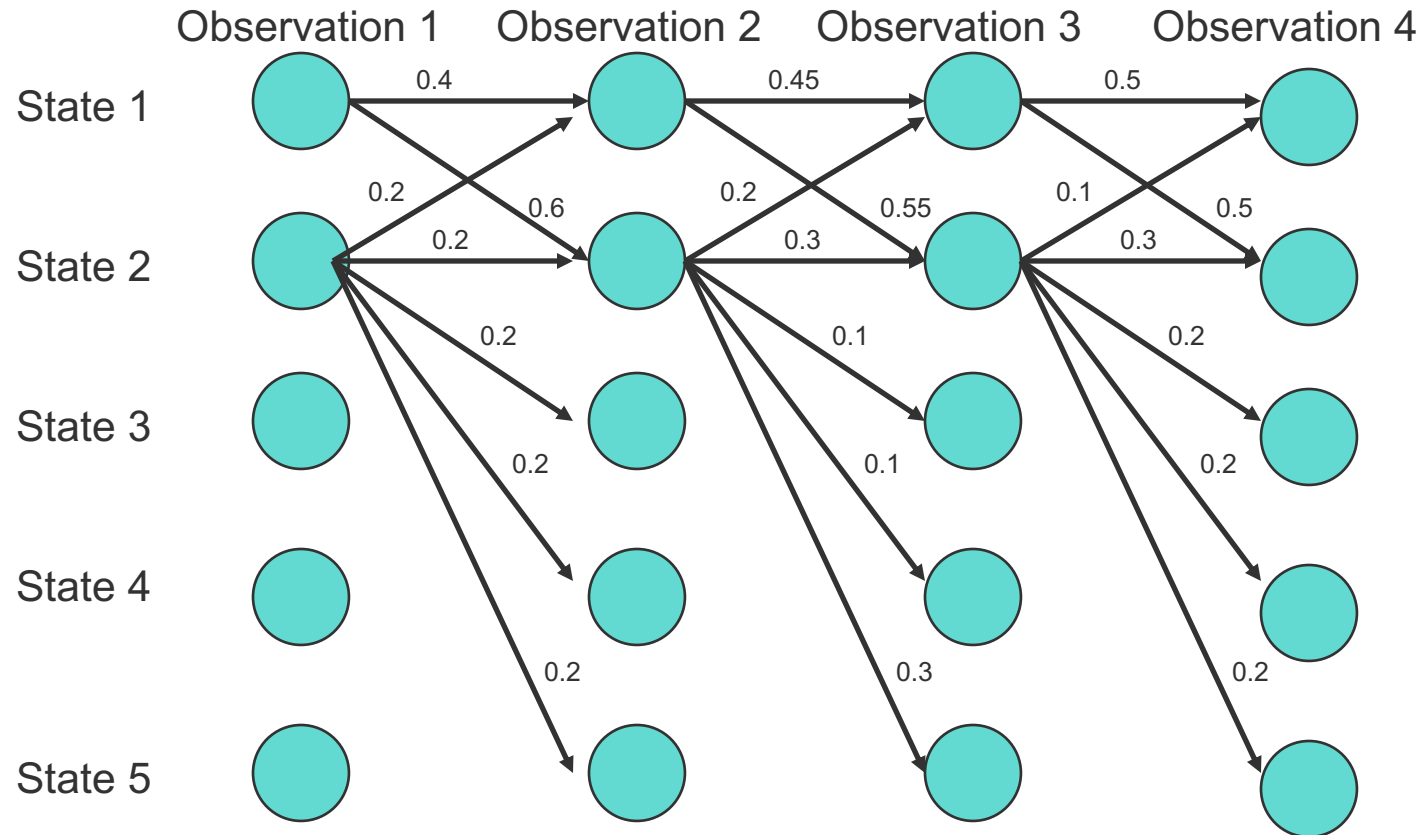 Observation 1 Observation 2 Observation 3 Observation 4
0.4 0.45 0.5
State 1
0.2 0.6 0.2 0.55 0.1 0.5
0.2 0.3 0.3
State 2
0.2 0.1 0.2
State 3
0.2 0.1 0.2
State 4
0.2 0.3 0.2
State 5